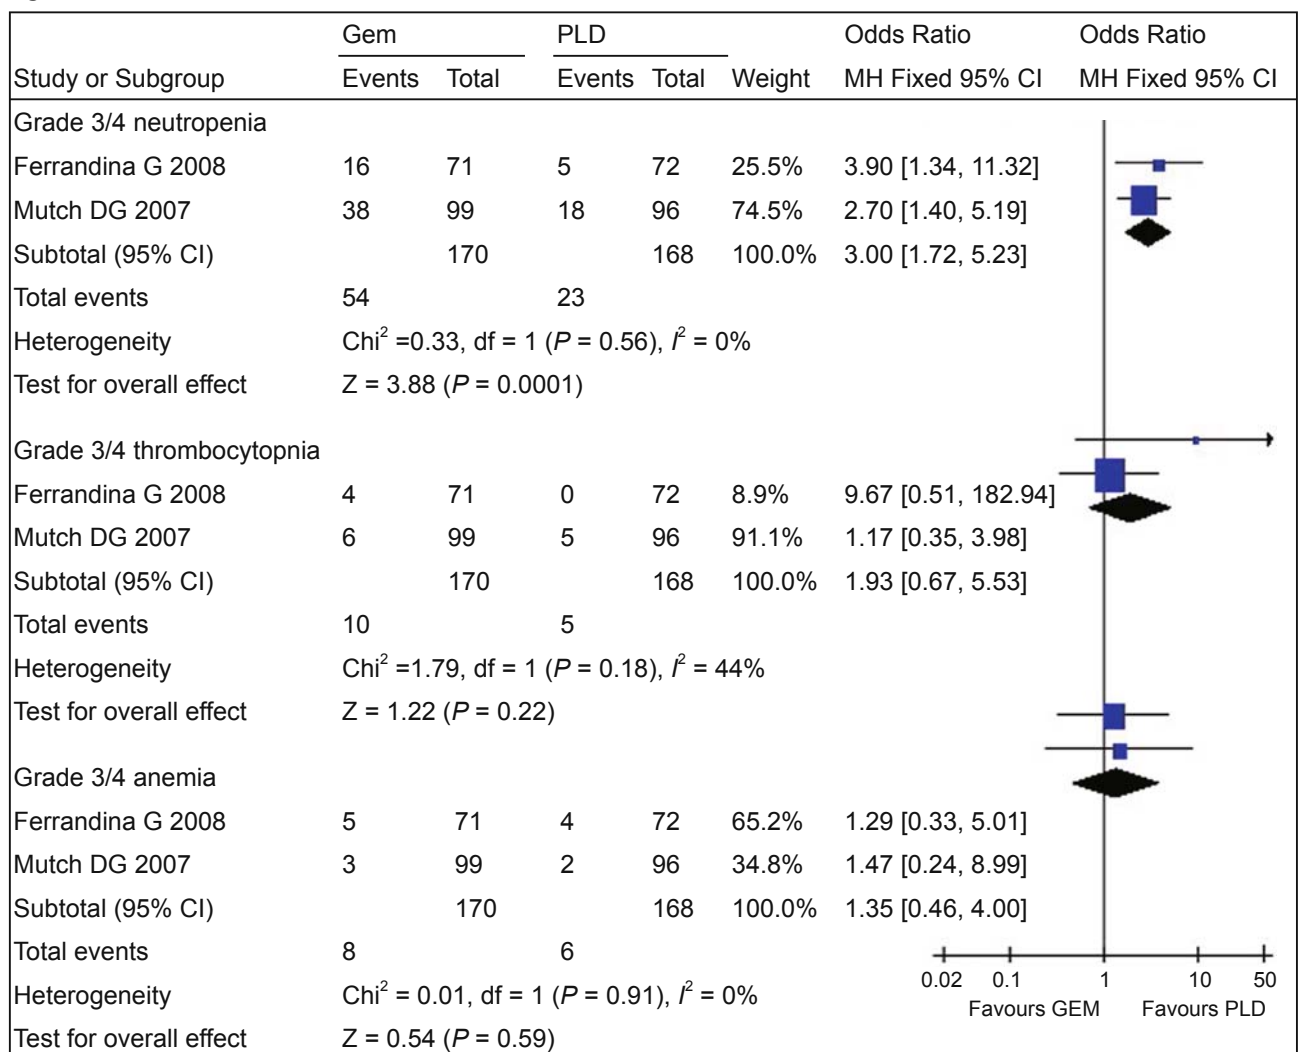 Gem PLD Odds Ratio Odds Ratio
Study or Subgroup Events Total Events Total Weight MH Fixed 95% CI MH Fixed 95% CI
Grade 3/4 neutropenia
Ferrandina G 2008 16 71 5 72 25.5% 3.90 [1.34, 11.32]
Mutch DG 2007 38 99 18 96 74.5% 2.70 [1.40, 5.19]
Subtotal (95% CI) 170 168 100.0% 3.00 [1.72, 5.23]
Total events 54 23
Heterogeneity Chi² =0.33, df = 1 (P = 0.56), I² = 0%
Test for overall effect Z = 3.88 (P = 0.0001)
Grade 3/4 thrombocytopnia
Ferrandina G 2008 4 71 0 72 8.9% 9.67 [0.51, 182.94]
Mutch DG 2007 6 99 5 96 91.1% 1.17 [0.35, 3.98]
Subtotal (95% CI) 170 168 100.0% 1.93 [0.67, 5.53]
Total events 10 5
Heterogeneity Chi² =1.79, df = 1 (P = 0.18), I² = 44%
Test for overall effect Z = 1.22 (P = 0.22)
Grade 3/4 anemia
Ferrandina G 2008 5 71 4 72 65.2% 1.29 [0.33, 5.01]
Mutch DG 2007 3 99 2 96 34.8% 1.47 [0.24, 8.99]
Subtotal (95% CI) 170 168 100.0% 1.35 [0.46, 4.00]
Total events 8 6
0.02 0.1 1 10 50
Heterogeneity Chi² = 0.01, df = 1 (P = 0.91), I² = 0%
Favours GEM Favours PLD
Test for overall effect Z = 0.54 (P = 0.59)